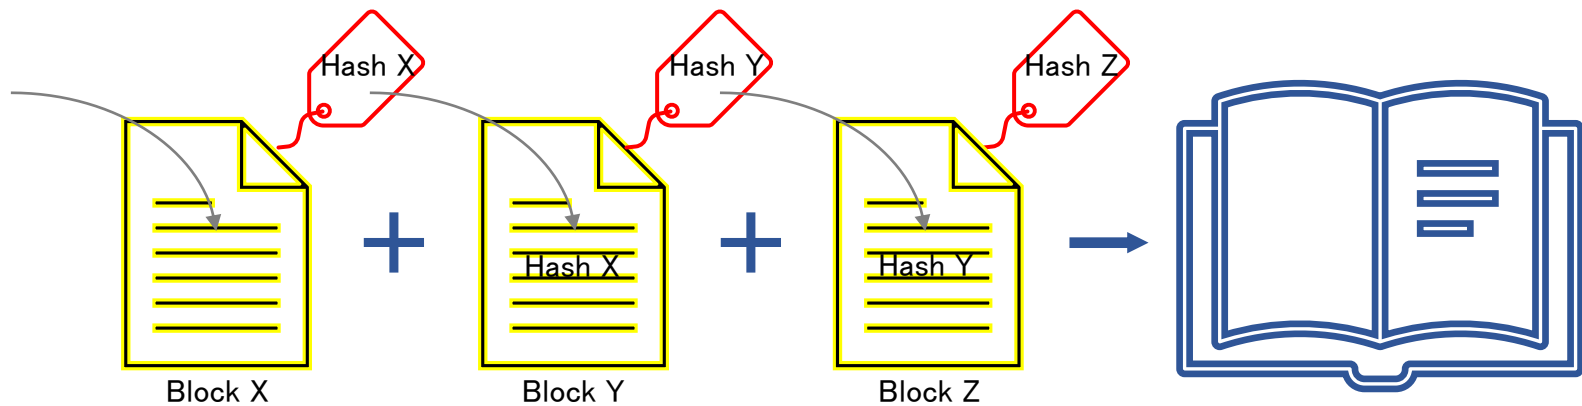 Hash X
Hash Y
Hash Z
Hash X
Hash Y
Block X
Block Y
Block Z